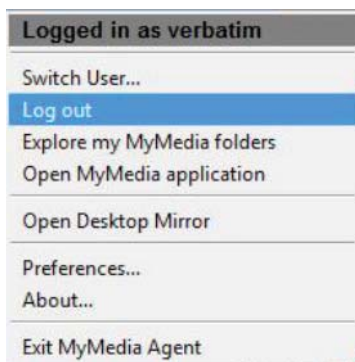 Logged in as verbatim
Switch User...
Log out
Explore my MyMedia folders
Open MyMedia application
Open Desktop Mirror
Preferences...
About...
Exit MyMedia Agent